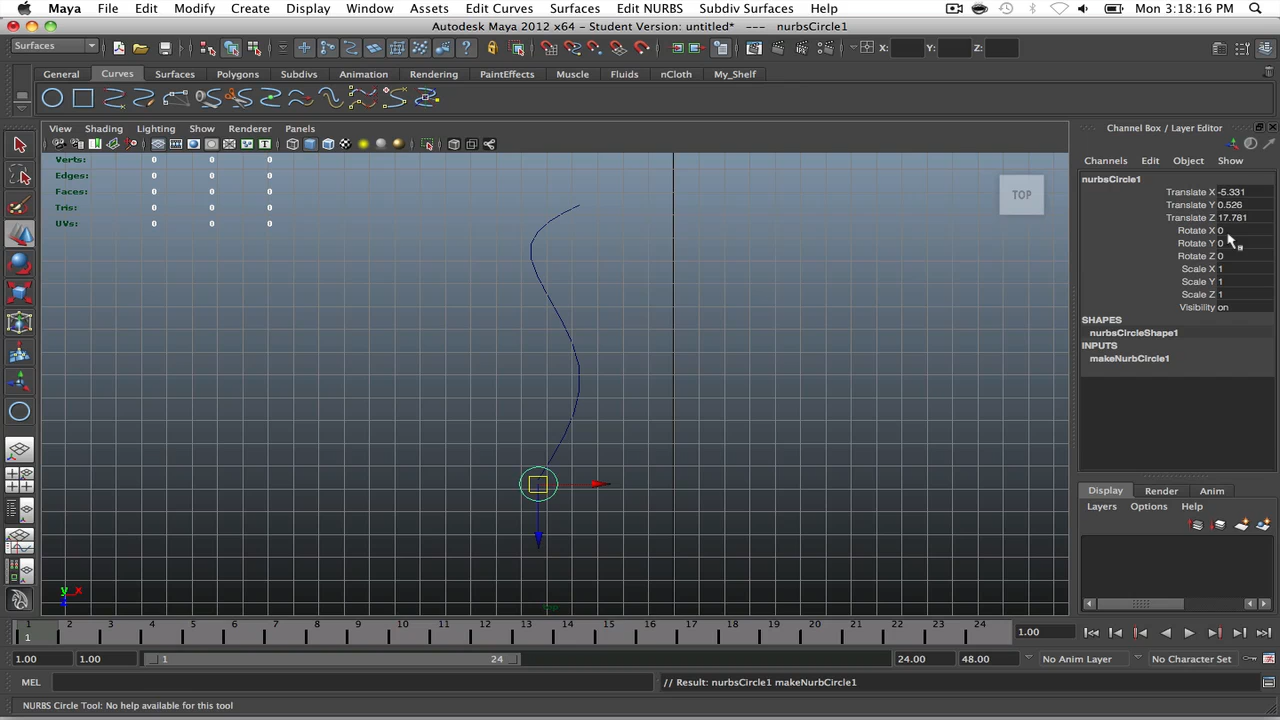 Maya File Edit Modify Create Display Window Assets Edit Curves Surfaces Edit NURBS Subdiv Surfaces Help Mon 3:18:16 PM
Autodesk Maya 2012 x64 - Student Version: untitled* --- nurbsCircle1
Surfaces X: Y: Z:
General Curves Surfaces Polygons Subdivs Animation Rendering PaintEffects Muscle Fluids nCloth My_Shelf
View Shading Lighting Show Renderer Panels
Channel Box / Layer Editor
Verts: 0 0 0
Edges: 0 0 0
Faces: 0 0 0
Tris: 0 0 0
UVs: 0 0 0
TOP
y x
top
Channels Edit Object Show
nurbsCircle1
Translate X -5.331
Translate Y 0.526
Translate Z 17.781
Rotate X 0
Rotate Y 0
Rotate Z 0
Scale X 1
Scale Y 1
Scale Z 1
Visibility on
SHAPES
nurbsCircleShape1
INPUTS
makeNurbCircle1
Display Render Anim
Layers Options Help
1 2 3 4 5 6 7 8 9 10 11 12 13 14 15 16 17 18 19 20 21 22 23 24
1 1.00
1.00 1.00 1 24 24.00 48.00 No Anim Layer No Character Set
MEL // Result: nurbsCircle1 makeNurbCircle1
NURBS Circle Tool: No help available for this tool